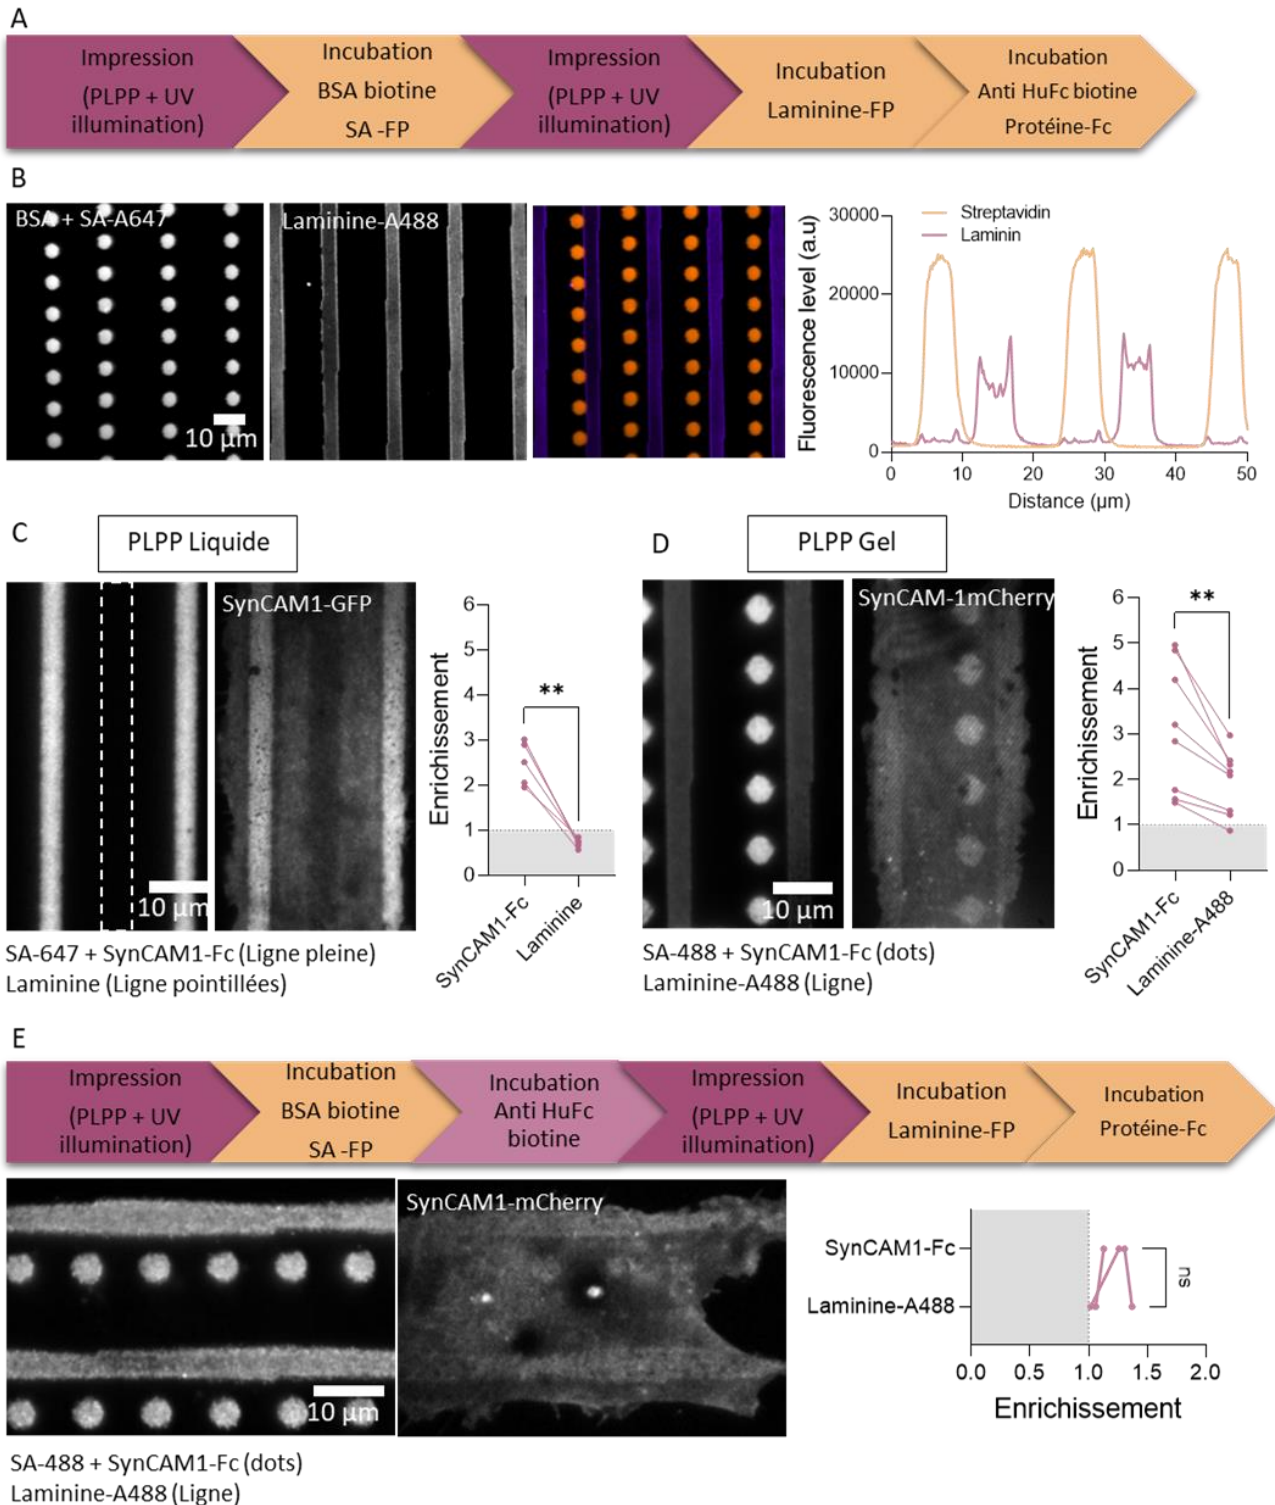 A
Impression
(PLPP + UV
illumination)
Incubation
BSA biotine
SA -FP
Impression
(PLPP + UV
illumination)
Incubation
Laminine-FP
Incubation
Anti HuFc biotine
Protéine-Fc
B
BSA + SA-A647
10 µm
Laminine-A488
Fluorescence level (a.u)
30000
20000
10000
0
Streptavidin
Laminin
0 10 20 30 40 50
Distance (µm)
C
PLPP Liquide
10 µm
SynCAM1-GFP
Enrichissement
6
5
4
3
2
1
0
**
SynCAM1-Fc
Laminine
SA-647 + SynCAM1-Fc (Ligne pleine)
Laminine (Ligne pointillées)
D
PLPP Gel
10 µm
SynCAM-1mCherry
Enrichissement
6
5
4
3
2
1
0
**
SynCAM1-Fc
Laminine-A488
SA-488 + SynCAM1-Fc (dots)
Laminine-A488 (Ligne)
E
Impression
(PLPP + UV
illumination)
Incubation
BSA biotine
SA -FP
Incubation
Anti HuFc
biotine
Impression
(PLPP + UV
illumination)
Incubation
Laminine-FP
Incubation
Protéine-Fc
10 µm
SynCAM1-mCherry
SynCAM1-Fc
Laminine-A488
ns
0.0 0.5 1.0 1.5 2.0
Enrichissement
SA-488 + SynCAM1-Fc (dots)
Laminine-A488 (Ligne)